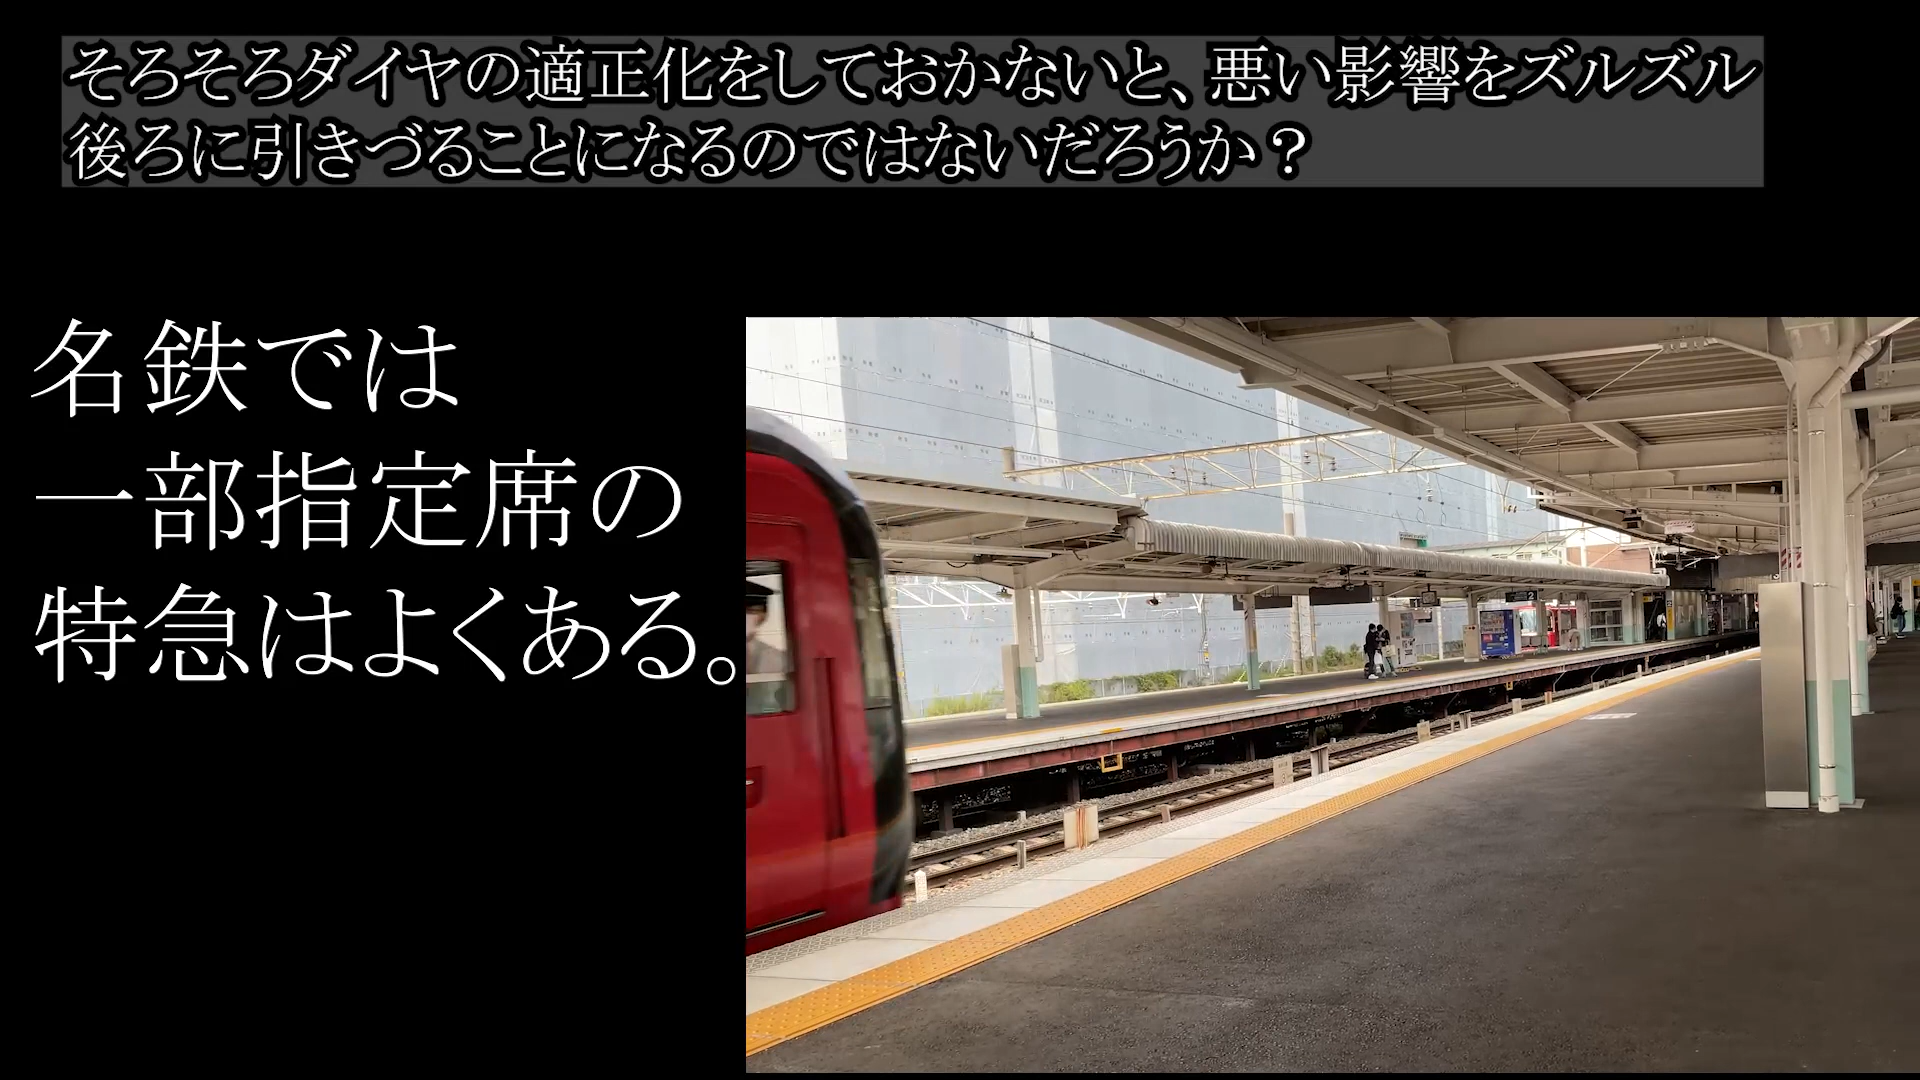 そろそろダイヤの適正化をしておかないと、悪い影響をズルズル
後ろに引きづることになるのではないだろうか？
名鉄では
一部指定席の
特急はよくある。
2